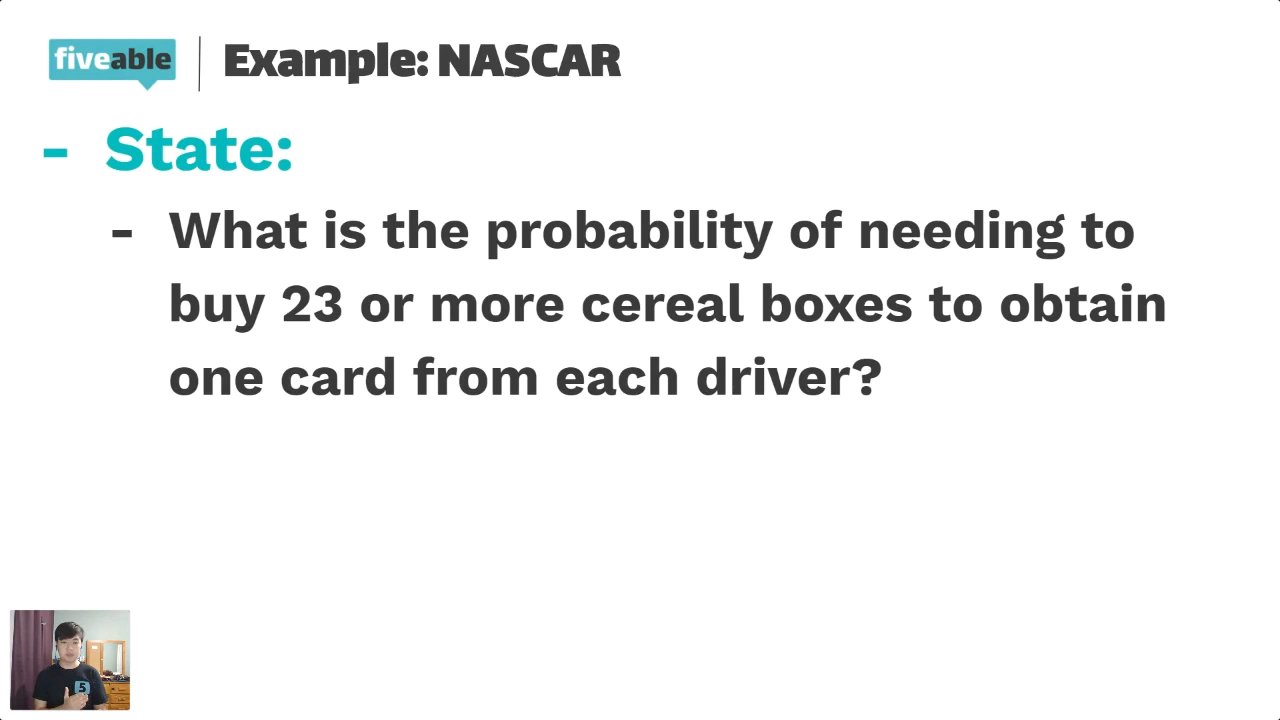 fiveable Example: NASCAR
- State:
- What is the probability of needing to
buy 23 or more cereal boxes to obtain
one card from each driver?
5